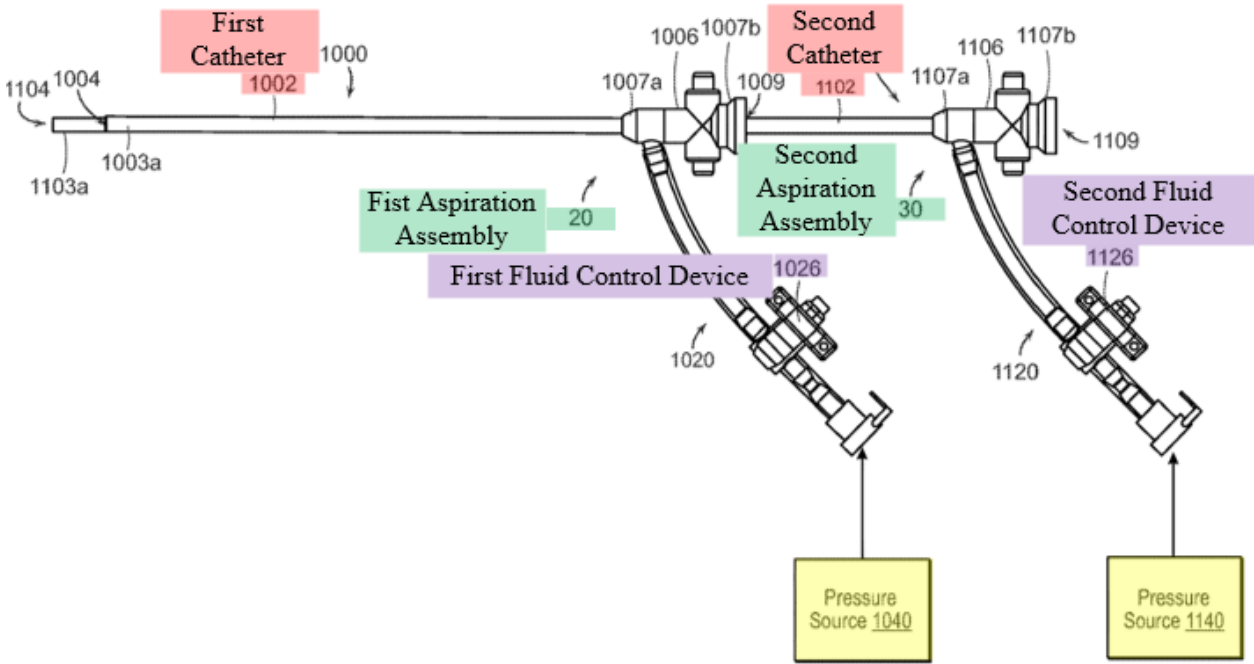 First
Catheter
1002
1000
1006
1007b
Second
Catheter
1102
1106
1107b
1104
1004
1007a
1009
1107a
1003a
1103a
1109
Fist Aspiration
Assembly
20
Second
Aspiration
Assembly
30
Second Fluid
Control Device
1126
First Fluid Control Device
1026
1020
1120
Pressure
Source 1040
Pressure
Source 1140